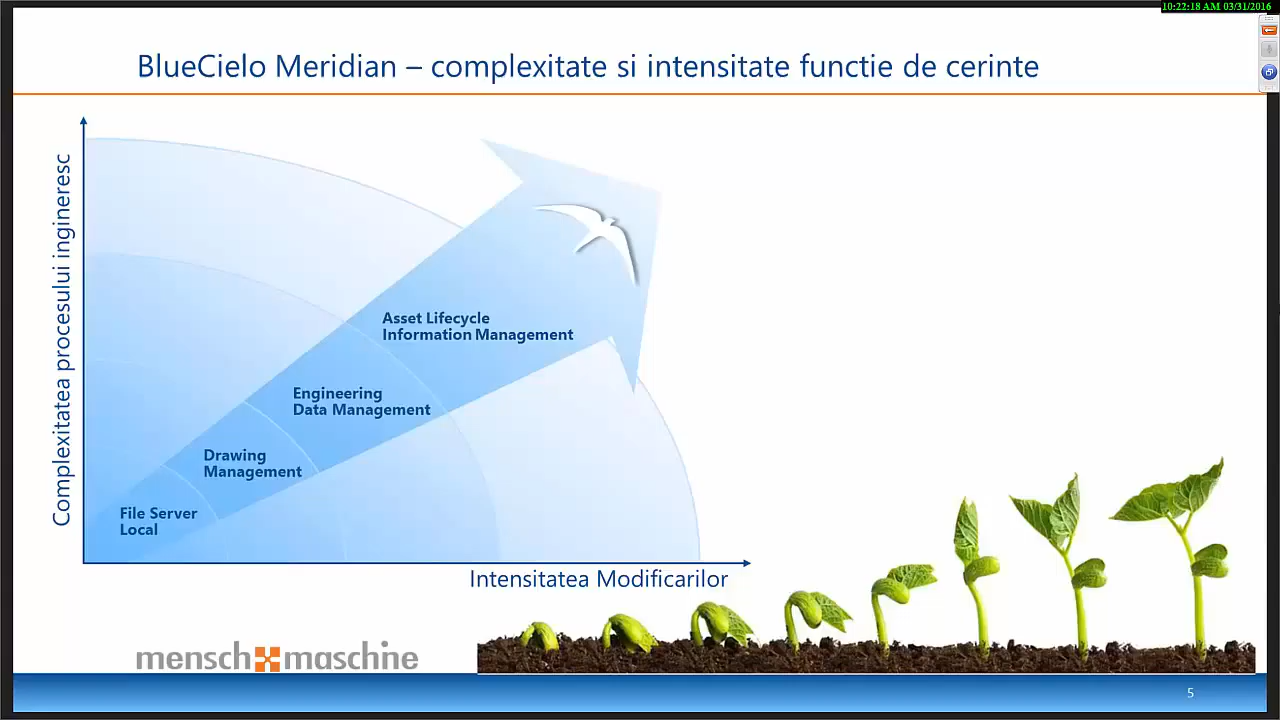 10:22:18 AM 03/31/2016
BlueCielo Meridian – complexitate si intensitate functie de cerinte
Complexitatea procesului ingineresc
Asset Lifecycle
Information Management
Engineering
Data Management
Drawing
Management
File Server
Local
Intensitatea Modificarilor
mensch maschine
5